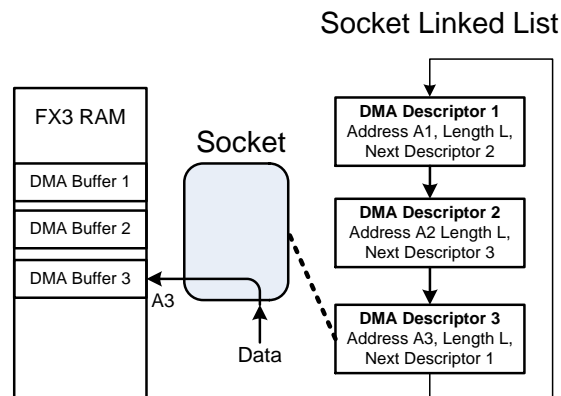 Socket Linked List
FX3 RAM
DMA Buffer 1
DMA Buffer 2
DMA Buffer 3
Socket
A3
Data
DMA Descriptor 1
Address A1, Length L,
Next Descriptor 2
DMA Descriptor 2
Address A2 Length L,
Next Descriptor 3
DMA Descriptor 3
Address A3, Length L,
Next Descriptor 1